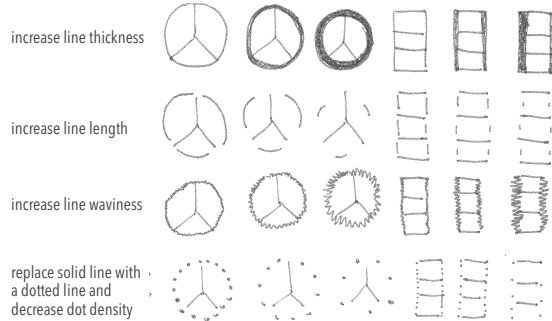 increase line thickness
increase line length
increase line waviness
replace solid line with
a dotted line and
decrease dot density